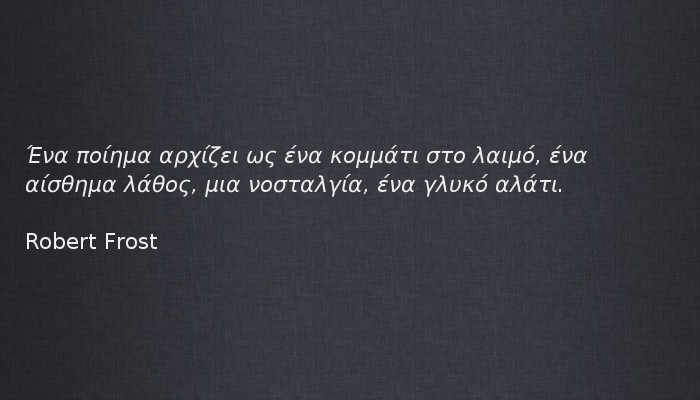 Ένα ποίημα αρχίζει ως ένα κομμάτι στο λαιμό, ένα
αίσθημα λάθος, μια νοσταλγία, ένα γλυκό αλάτι.
Robert Frost